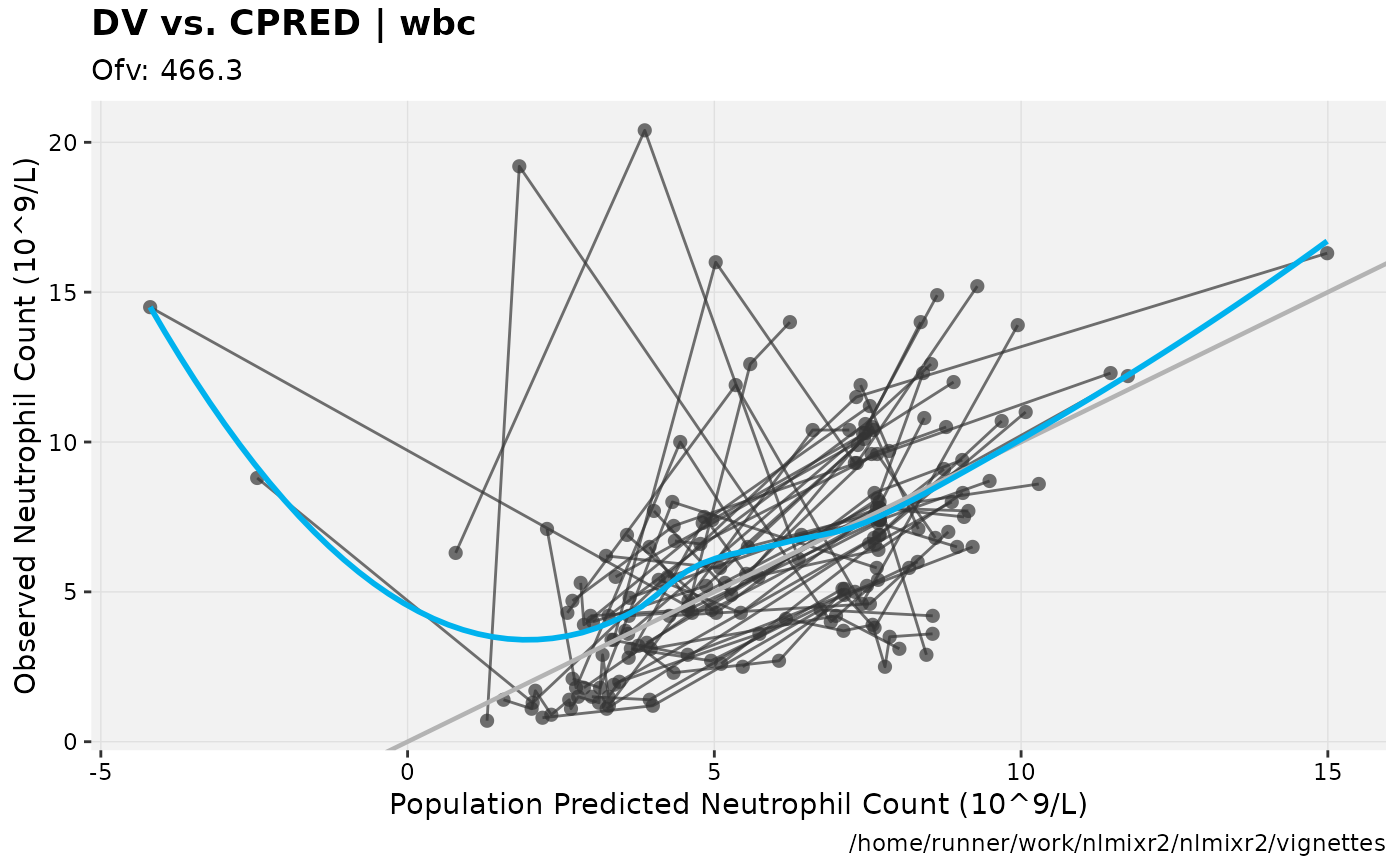 DV vs. CPRED | wbc
Ofv: 466.3
Observed Neutrophil Count (10^9/L)
20
15
10
5
0
-5 0 5 10 15
Population Predicted Neutrophil Count (10^9/L)
/home/runner/work/nlmixr2/nlmixr2/vignettes